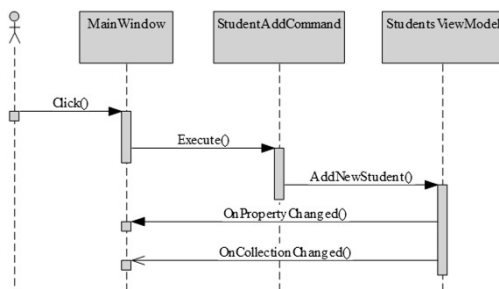 MainWindow
StudentAddCommand
StudentsViewModel
Click()
Execute()
AddNewStudent()
OnPropertyChanged()
OnCollectionChanged()